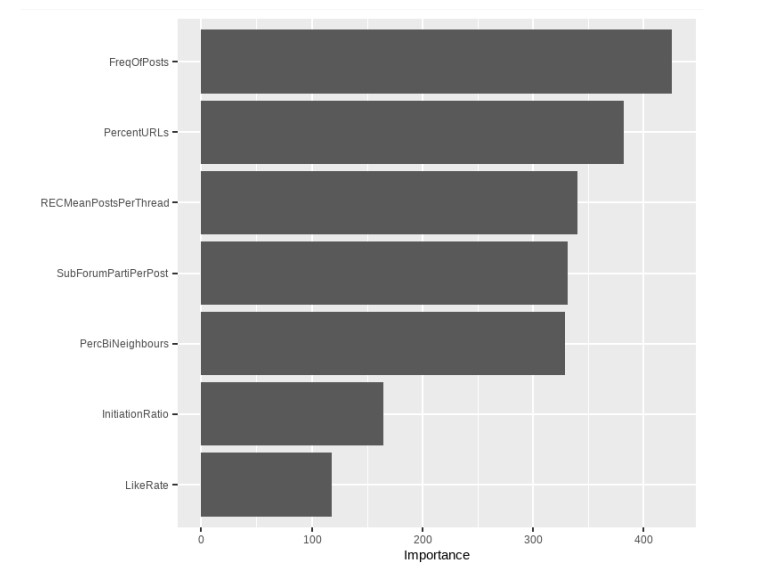 FreqOfPosts
PercentURLs
RECMeanPostsPerThread
SubForumPartiPerPost
PercBiNeighbours
InitiationRatio
LikeRate
0 100 200 300 400
Importance